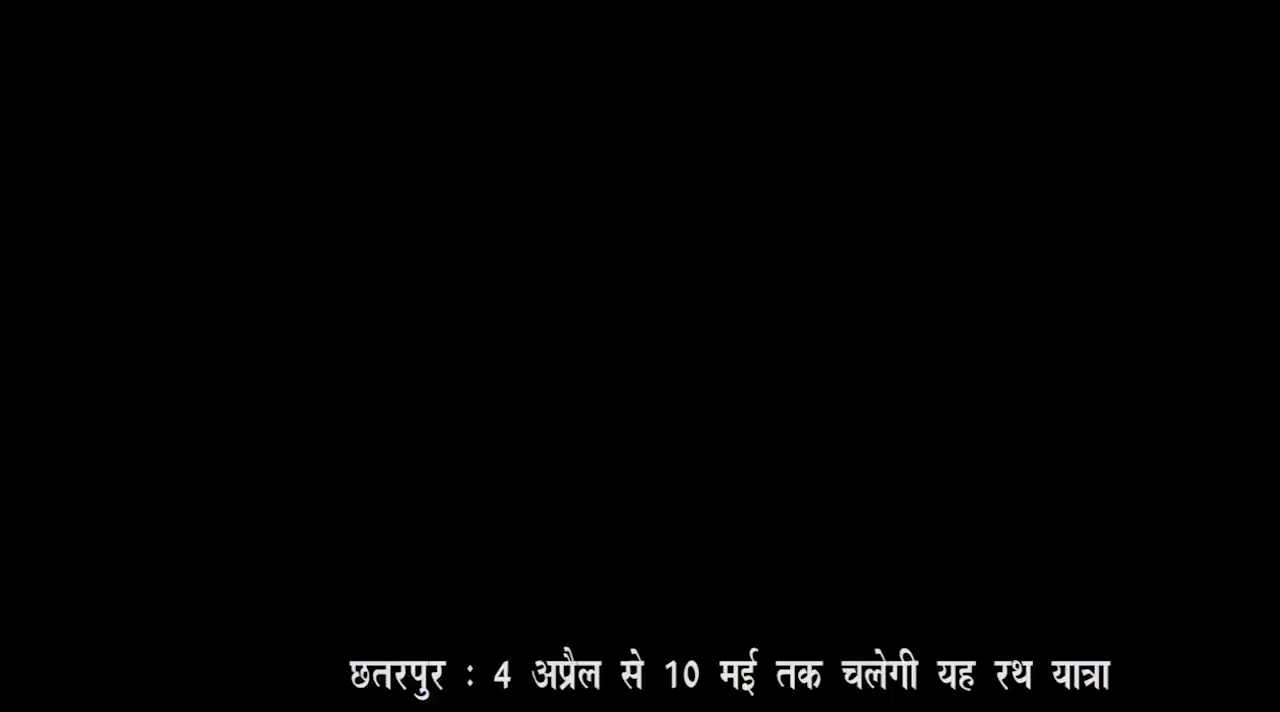 छतरपुर : 4 अप्रैल से 10 मई तक चलेगी यह रथ यात्रा